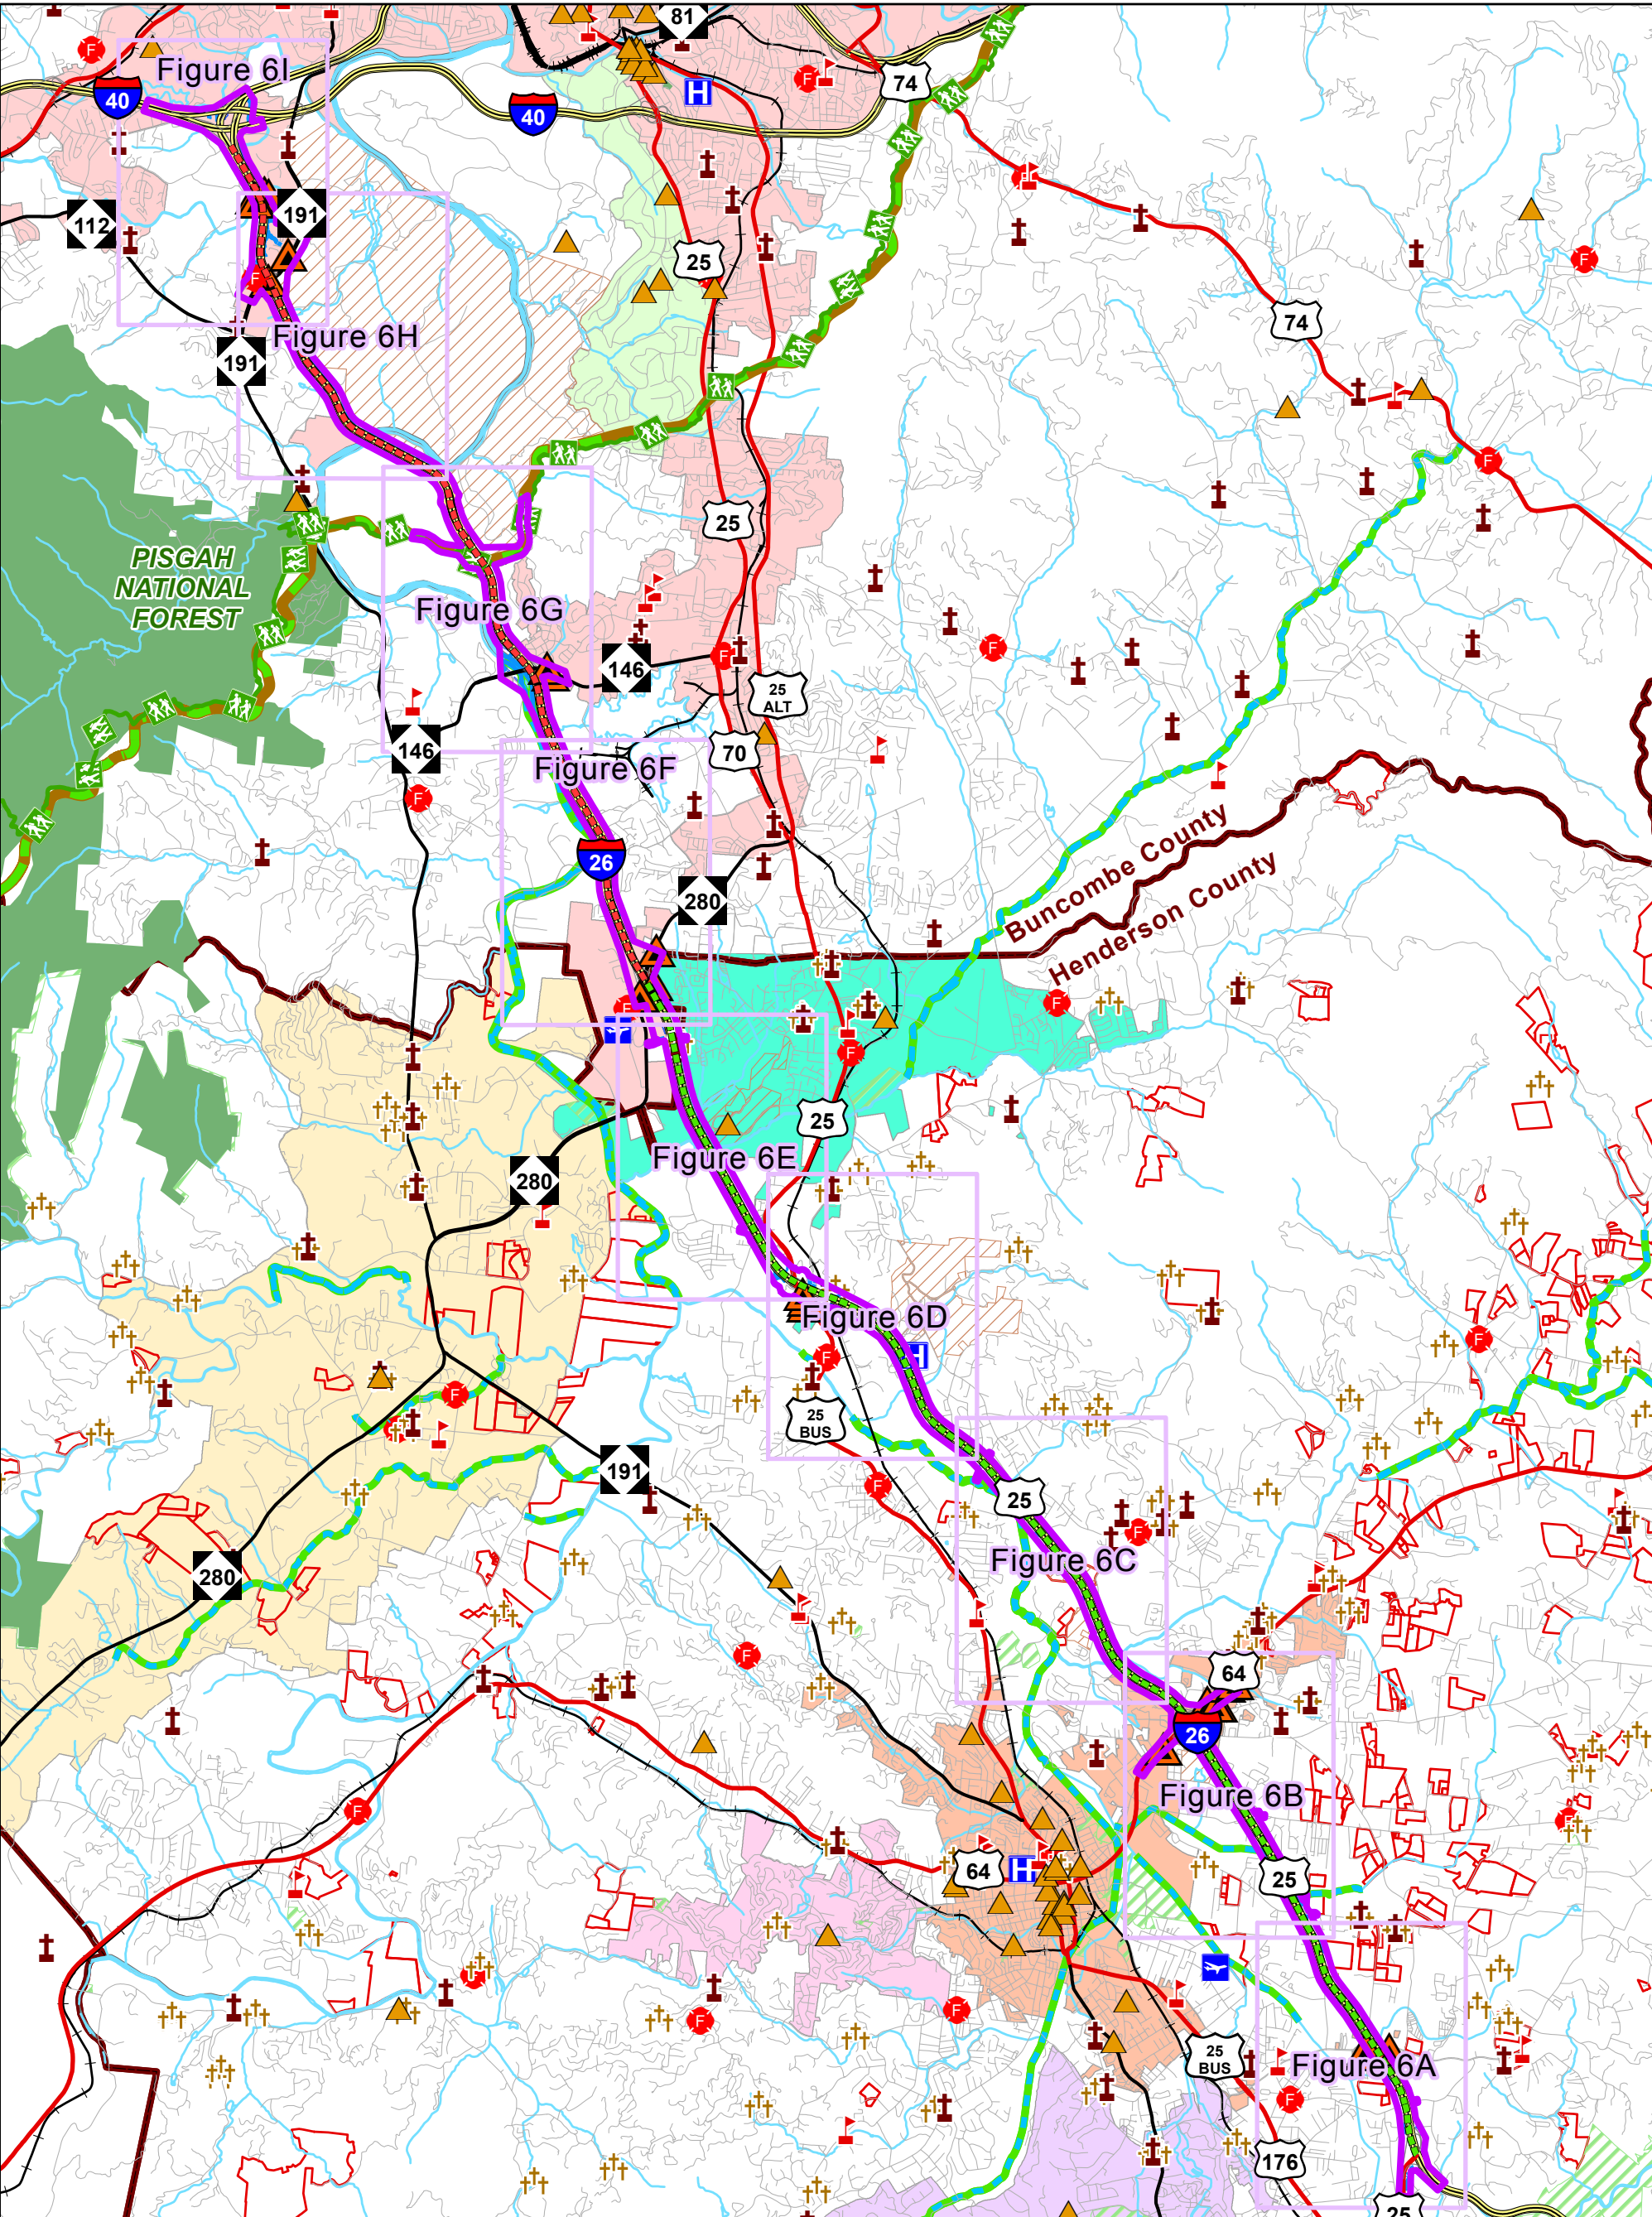 81
Figure 6I
74
40
40
H
191
112
25
74
Figure 6H
191
25
PISGAH
NATIONAL
FOREST
Figure 6G
146
25
ALT
146
70
Figure 6F
26
280
Buncombe County
Henderson County
25
Figure 6E
280
Figure 6D
H
25
BUS
191
25
Figure 6C
280
64
26
Figure 6B
64
H
25
25
BUS
Figure 6A
176
25